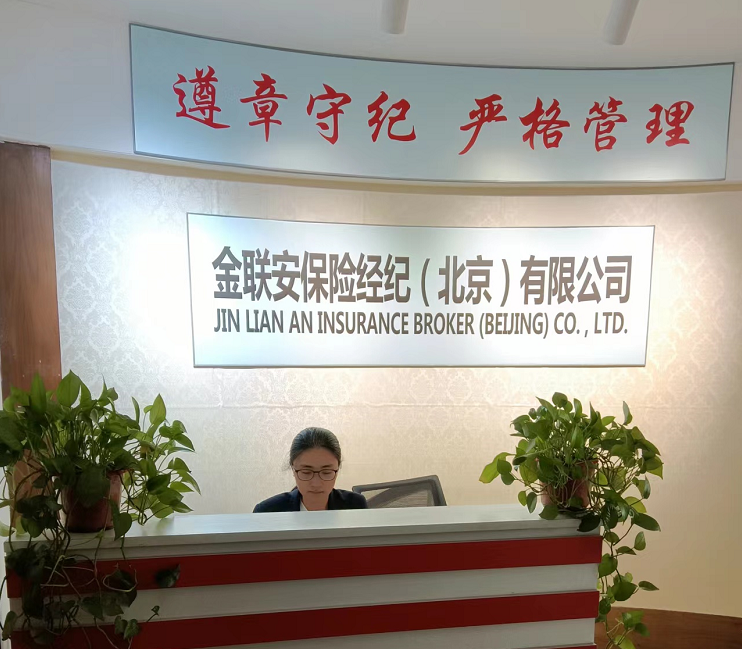 遵章守纪 严格管理
金联安保险经纪（北京）有限公司
JIN LIAN AN INSURANCE BROKER (BEIJING) CO. , LTD.